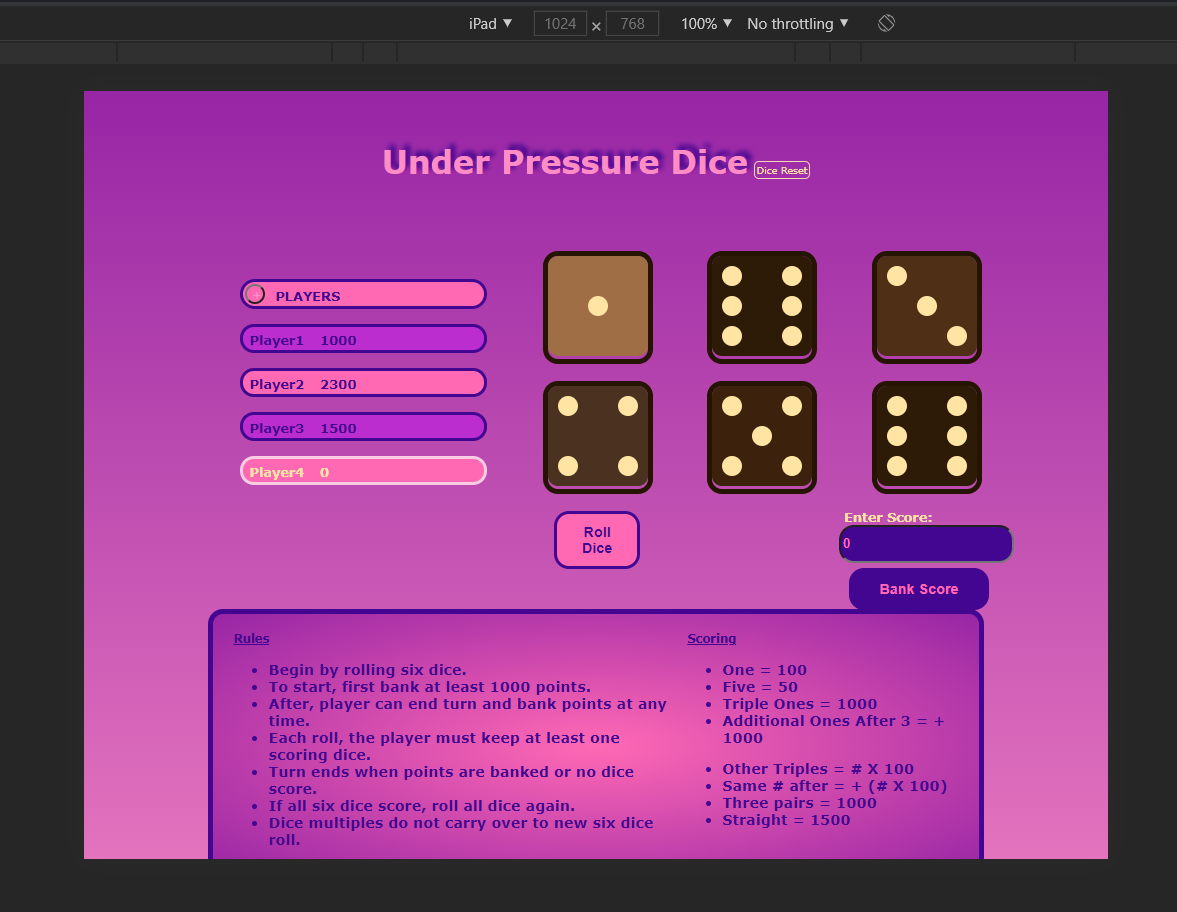 iPad ▼ 1024 × 768 100% ▼ No throttling ▼
Under Pressure Dice Dice Reset
PLAYERS
Player1 1000
Player2 2300
Player3 1500
Player4 0
Roll
Dice
Enter Score:
0
Bank Score
Rules
• Begin by rolling six dice.
• To start, first bank at least 1000 points.
• After, player can end turn and bank points at any
time.
• Each roll, the player must keep at least one
scoring dice.
• Turn ends when points are banked or no dice
score.
• If all six dice score, roll all dice again.
• Dice multiples do not carry over to new six dice
roll.
Scoring
• One = 100
• Five = 50
• Triple Ones = 1000
• Additional Ones After 3 = +
1000
• Other Triples = # X 100
• Same # after = + (# X 100)
• Three pairs = 1000
• Straight = 1500